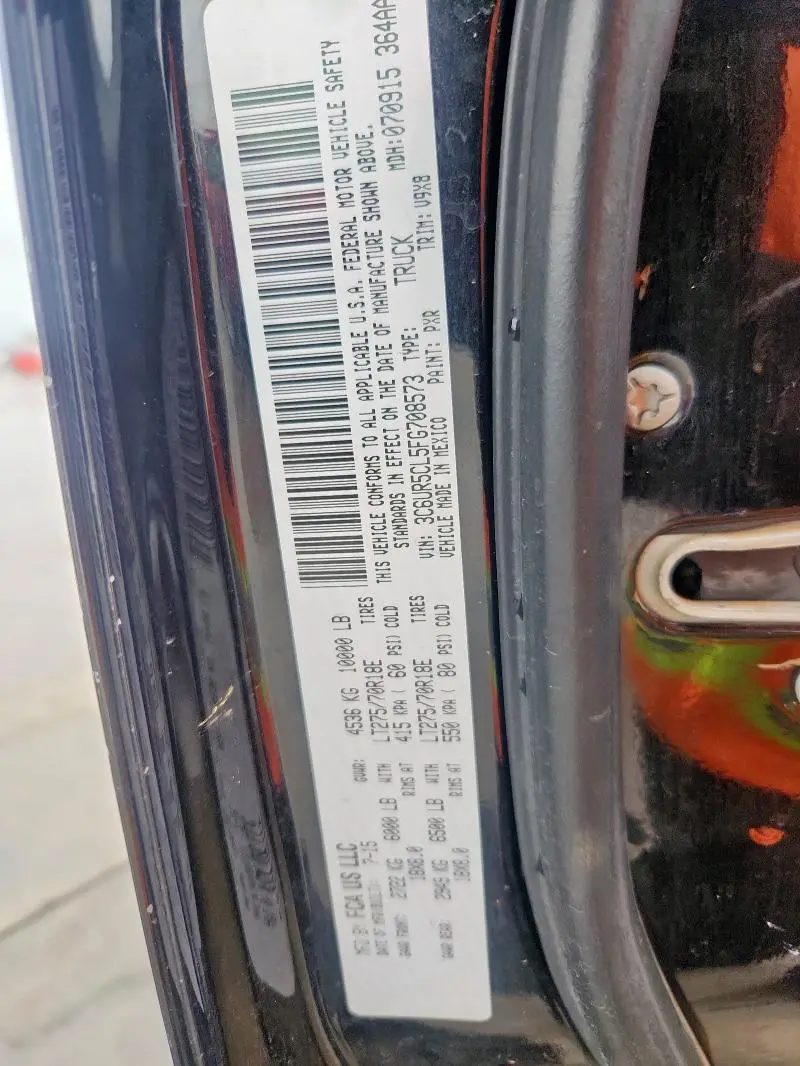 MFD BY: FCA US LLC GVWR: 4536 KG 10000 LB
DATE OF MFR: 7-15
GAWR FRONT: 2722 KG 6000 LB WITH LT275/70R18E TIRES
18X8.0 RIMS AT 415 KPA ( 60 PSI) COLD
GAWR REAR: 2949 KG 6500 LB WITH LT275/70R18E TIRES
18X8.0 RIMS AT 550 KPA ( 80 PSI) COLD
THIS VEHICLE CONFORMS TO ALL APPLICABLE U.S.A. FEDERAL MOTOR VEHICLE SAFETY
STANDARDS IN EFFECT ON THE DATE OF MANUFACTURE SHOWN ABOVE.
MDH:070915 364AA
VIN: 3C6UR5CL5FG708573 TYPE: TRUCK
VEHICLE MADE IN MEXICO PAINT: PXR TRIM: V9X8